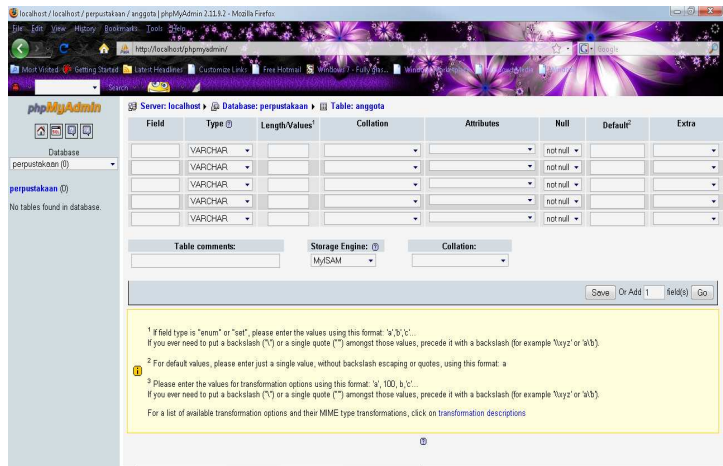 localhost / localhost / perpustakaan / anggota | phpMyAdmin 2.11.9.2 - Mozilla Firefox
File Edit View History Bookmarks Tools Help
http://localhost/phpmyadmin/
Google
Most Visited Getting Started Latest Headlines Customize Links Free Hotmail Windows 7 - Fully glas...
Search
phpMyAdmin
Server: localhost Database: perpustakaan Table: anggota
Field Type Length/Values1 Collation Attributes Null Default2 Extra
VARCHAR not null
VARCHAR not null
VARCHAR not null
VARCHAR not null
VARCHAR not null
Database
perpustakaan (0)
perpustakaan (0)
No tables found in database.
Table comments: Storage Engine: Collation:
MyISAM
Save Or Add 1 field(s) Go
1 If field type is "enum" or "set", please enter the values using this format: 'a','b','c'...
If you ever need to put a backslash ("\") or a single quote ("'") amongst those values, precede it with a backslash (for example '\\xyz' or 'a\'b').
2 For default values, please enter just a single value, without backslash escaping or quotes, using this format: a
3 Please enter the values for transformation options using this format: 'a', 100, b,'c'...
If you ever need to put a backslash ("\") or a single quote ("'") amongst those values, precede it with a backslash (for example '\\xyz' or 'a\'b').
For a list of available transformation options and their MIME type transformations, click on transformation descriptions